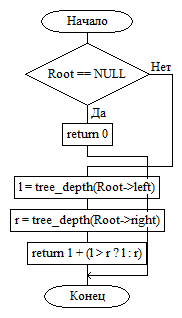 Начало
Root == NULL
Нет
Да
return 0
l = tree_depth(Root->left)
r = tree_depth(Root->right)
return 1 + (l > r ? l : r)
Конец